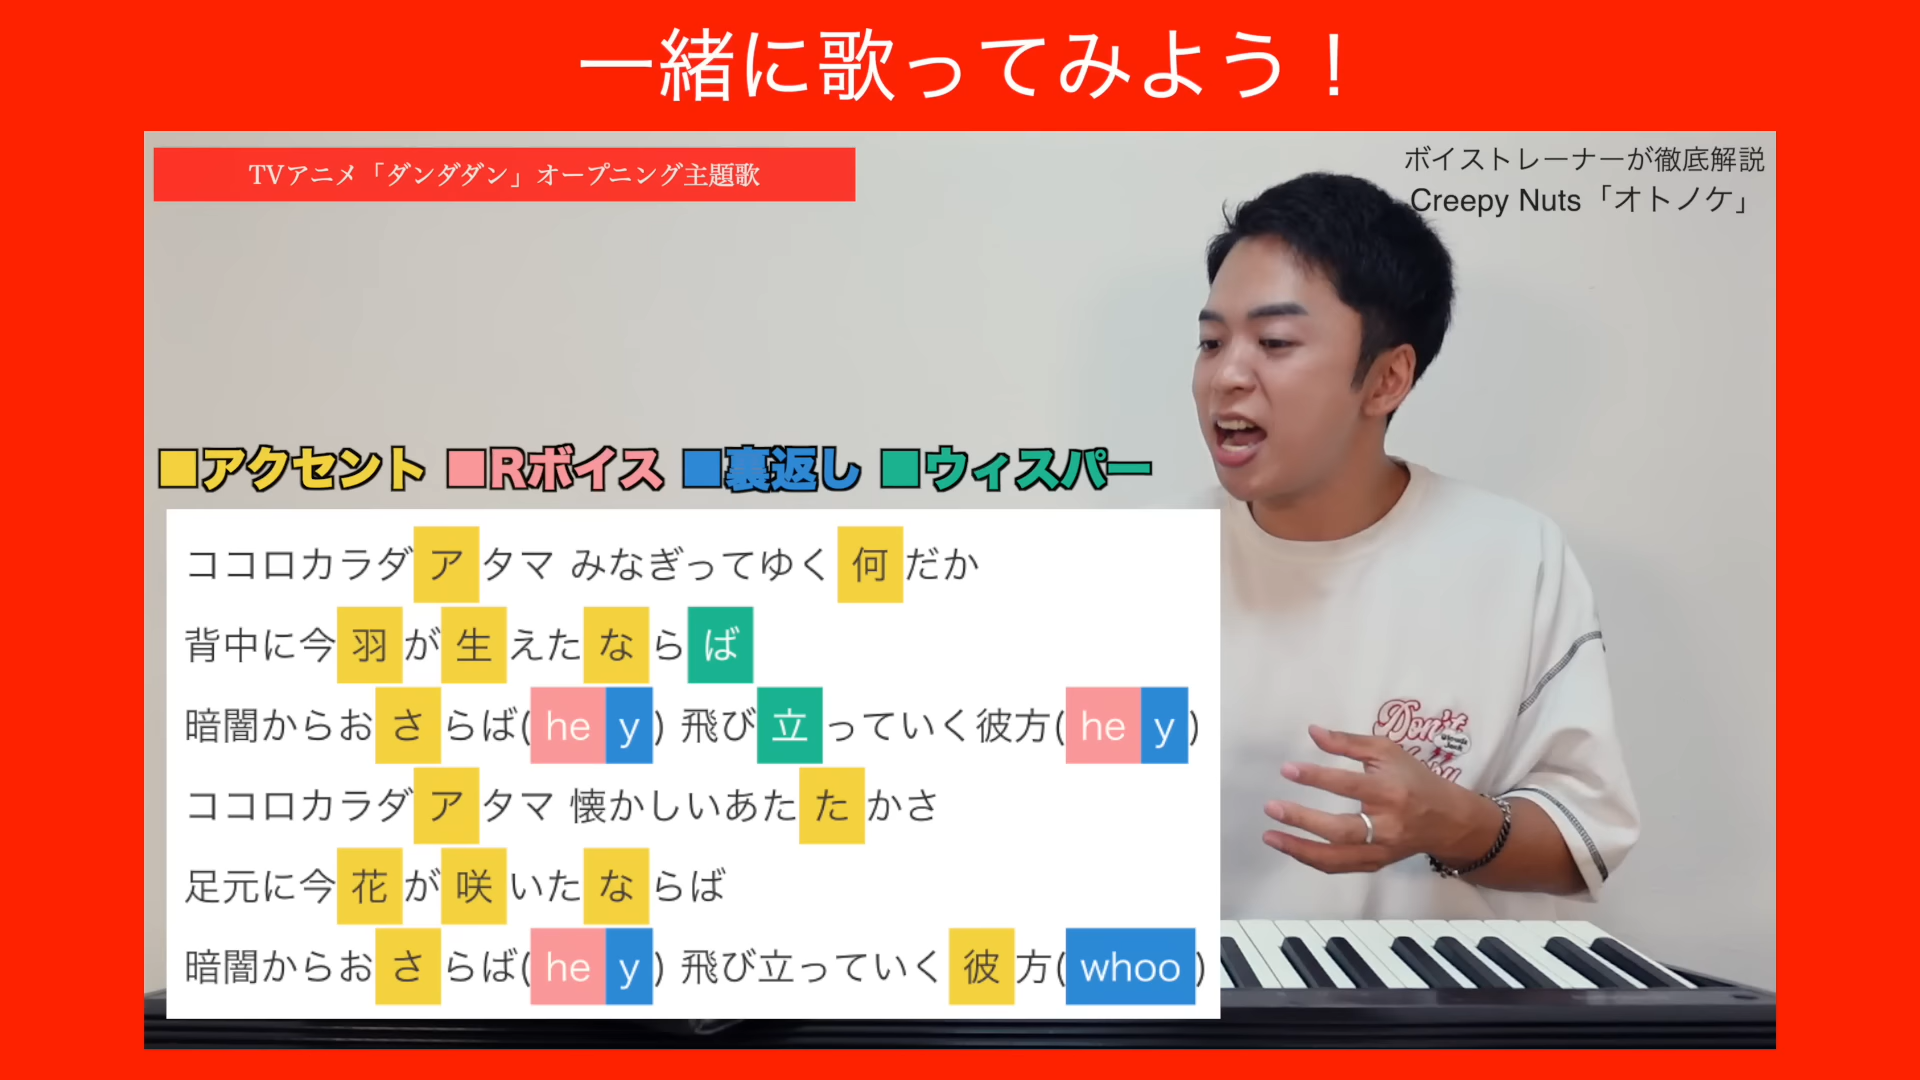 一緒に歌ってみよう！
TVアニメ「ダンダダン」オープニング主題歌
ボイストレーナーが徹底解説
Creepy Nuts「オトノケ」
■アクセント ■Rボイス ■裏返し ■ウィスパー
ココロカラダアタマ みなぎってゆく何だか
背中に今羽が生えたならば
暗闇からおさらば(hey) 飛び立っていく彼方(hey)
ココロカラダアタマ 懐かしいあたたかさ
足元に今花が咲いたならば
暗闇からおさらば(hey) 飛び立っていく彼方(whoo)
Don't